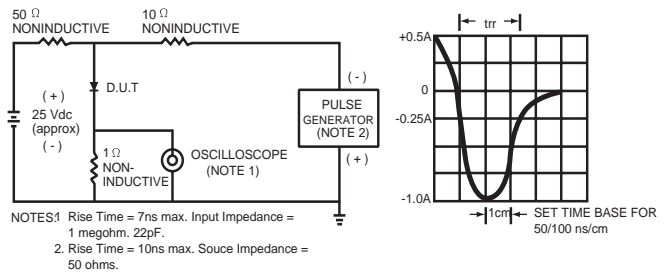 50 Ω
NONINDUCTIVE
10 Ω
NONINDUCTIVE
( + )
25 Vdc
(approx)
( - )
D.U.T
1 Ω
NON-
INDUCTIVE
OSCILLOSCOPE
(NOTE 1)
( - )
PULSE
GENERATOR
(NOTE 2)
( + )
trr
+0.5A
0
-0.25A
-1.0A
1cm
SET TIME BASE FOR
50/100 ns/cm
NOTES:1 Rise Time = 7ns max. Input Impedance =
1 megohm. 22pF.
2. Rise Time = 10ns max. Souce Impedance =
50 ohms.